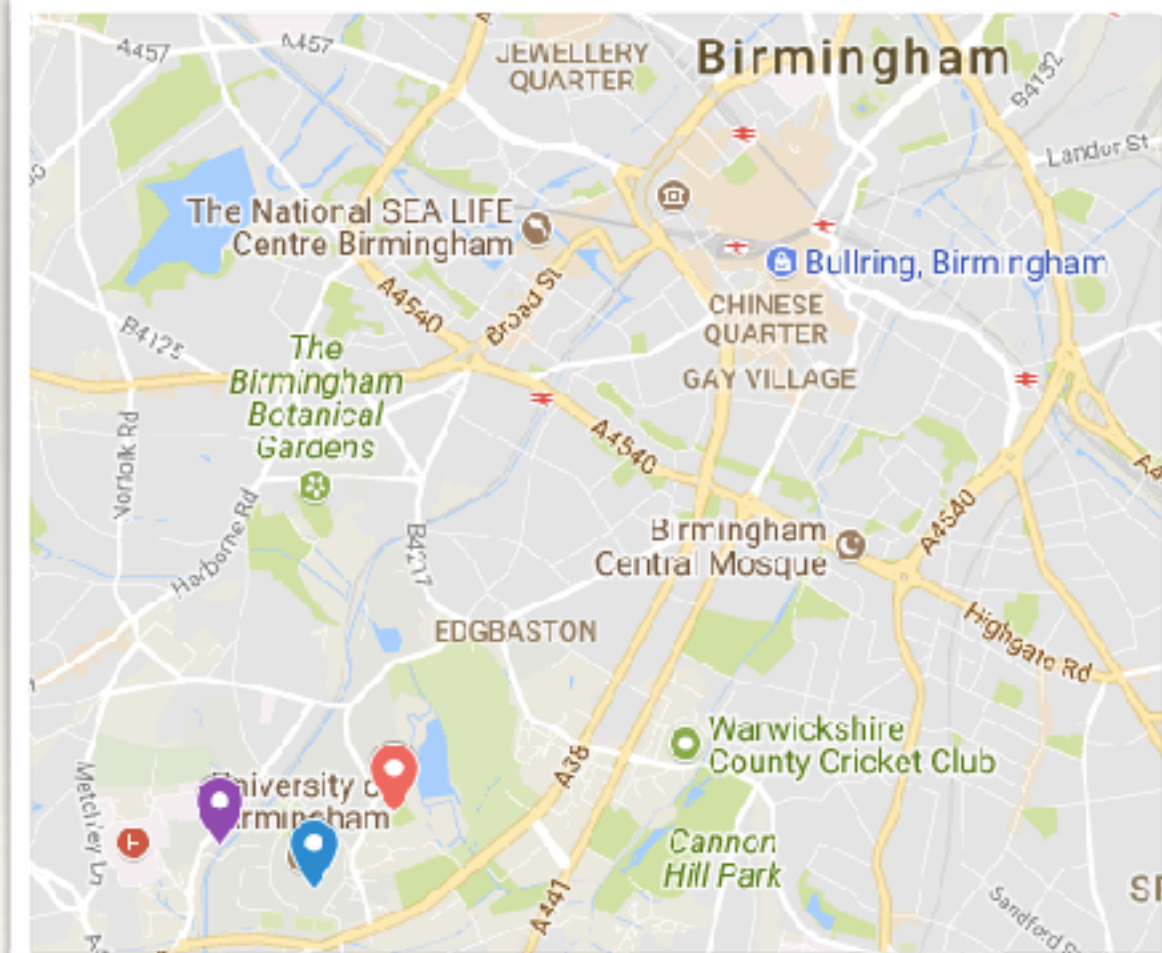 A457
A457
JEWELLERY
QUARTER
Birmingham
B4132
Landor St
The National SEA LIFE
Centre Birmingham
Bullring, Birmingham
A4540
Broad St
CHINESE
QUARTER
B4125
The
Birmingham
Botanical
Gardens
GAY VILLAGE
Norfolk Rd
A4540
Harborne Rd
B4217
A4540
Birmingham
Central Mosque
EDGBASTON
Highgate Rd
Warwickshire
County Cricket Club
A38
Metchley Ln
University o
irmingham
Cannon
Hill Park
A441
Sandford